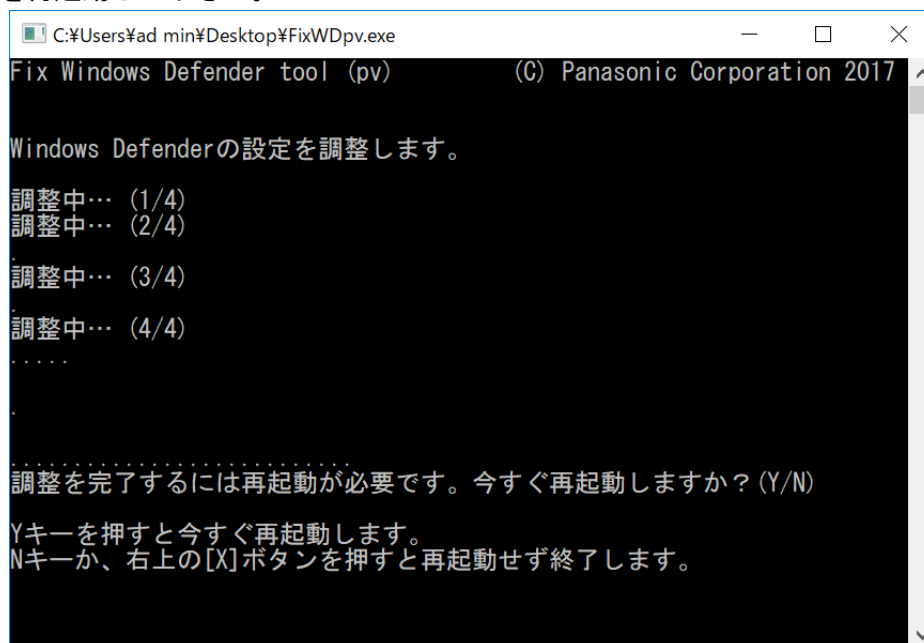 C:¥Users¥ad min¥Desktop¥FixWDpv.exe
Fix Windows Defender tool (pv) (C) Panasonic Corporation 2017
Windows Defenderの設定を調整します。
調整中… (1/4)
調整中… (2/4)
.
調整中… (3/4)
.
調整中… (4/4)
.....
.
...........................
調整を完了するには再起動が必要です。今すぐ再起動しますか？(Y/N)
Yキーを押すと今すぐ再起動します。
Nキーか、右上の[X]ボタンを押すと再起動せず終了します。